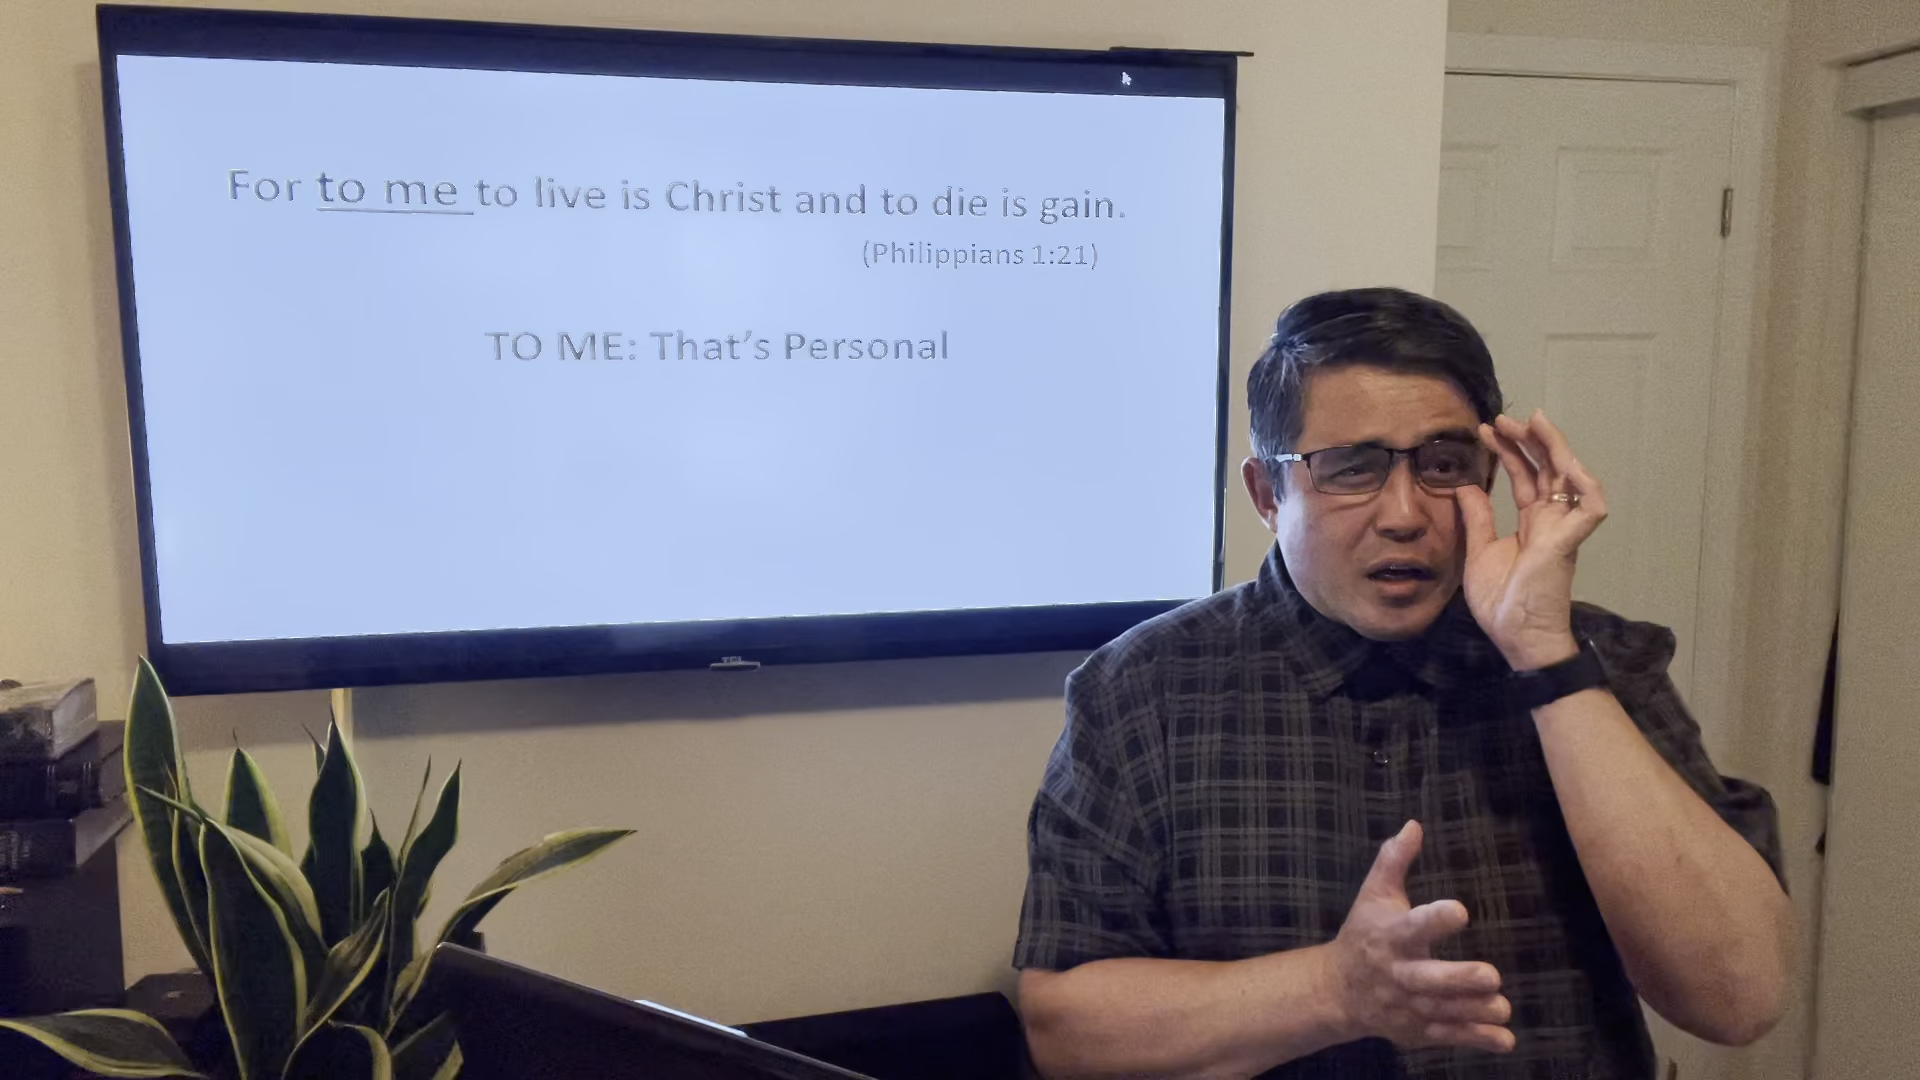 For to me to live is Christ and to die is gain.
(Philippians 1:21)
TO ME: That's Personal
TCL